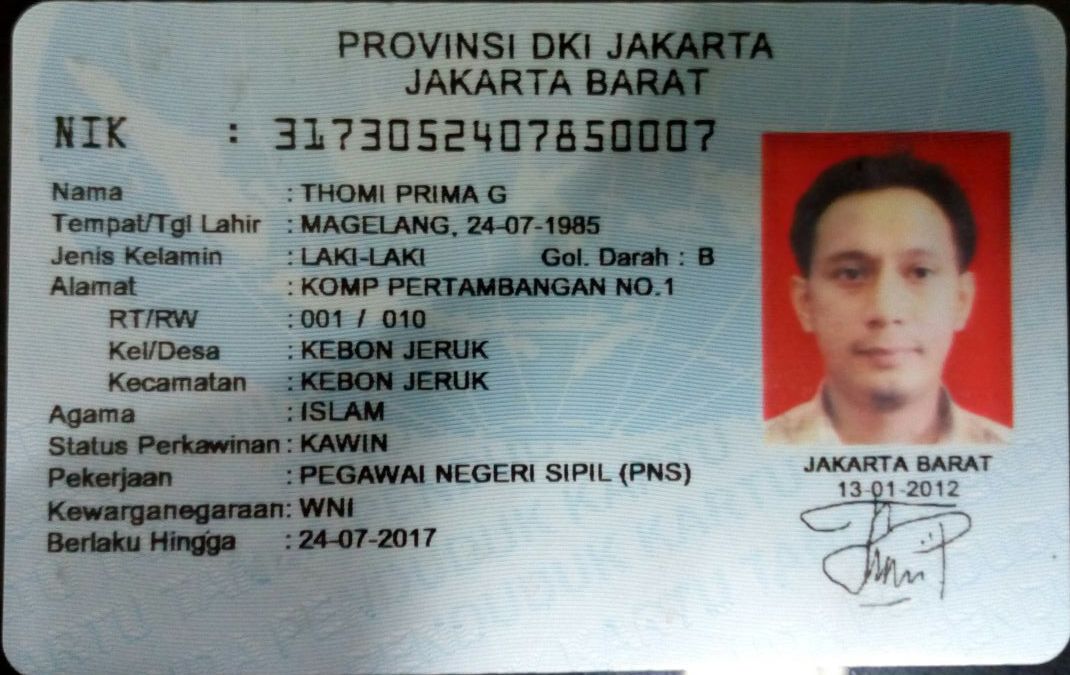 PROVINSI DKI JAKARTA
JAKARTA BARAT
NIK : 3173052407850007
Nama : THOMI PRIMA G
Tempat/Tgl Lahir : MAGELANG, 24-07-1985
Jenis Kelamin : LAKI-LAKI Gol. Darah : B
Alamat : KOMP PERTAMBANGAN NO.1
RT/RW : 001 / 010
Kel/Desa : KEBON JERUK
Kecamatan : KEBON JERUK
Agama : ISLAM
Status Perkawinan : KAWIN
Pekerjaan : PEGAWAI NEGERI SIPIL (PNS)
Kewarganegaraan: WNI
Berlaku Hingga : 24-07-2017
JAKARTA BARAT
13-01-2012